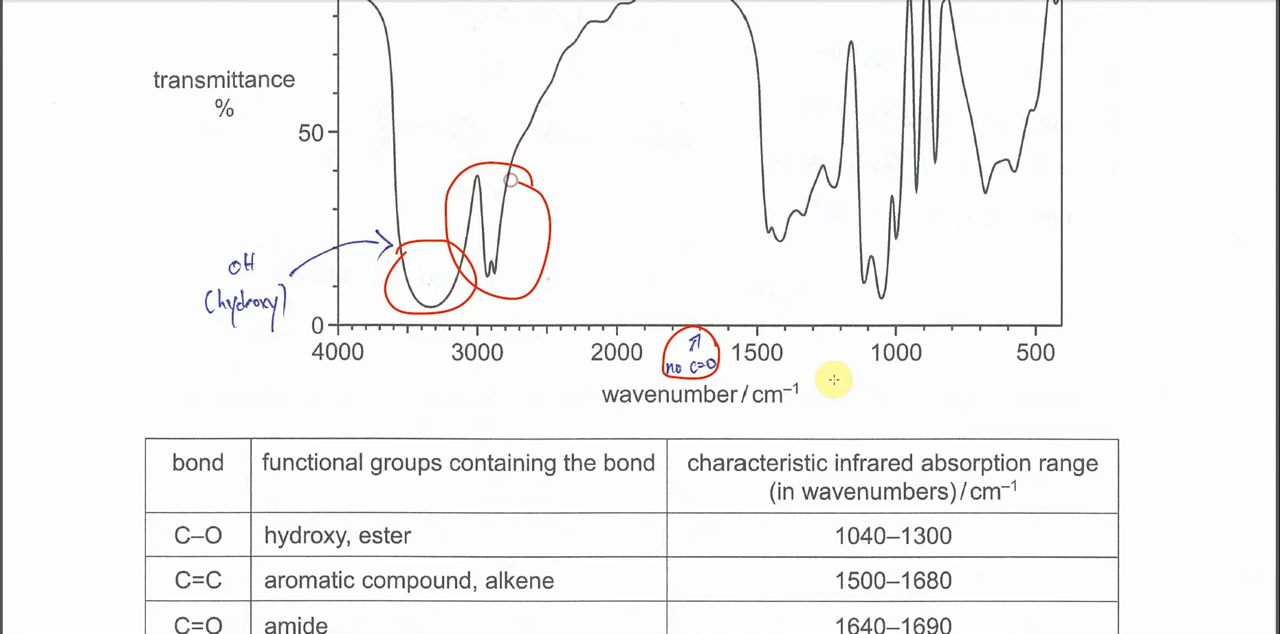 transmittance
%
50
OH
(hydroxy)
0
4000 3000 2000 1500 1000 500
no C=O
wavenumber/cm⁻¹
bond functional groups containing the bond characteristic infrared absorption range
(in wavenumbers)/cm⁻¹
C–O hydroxy, ester 1040–1300
C=C aromatic compound, alkene 1500–1680
C=O amide 1640–1690